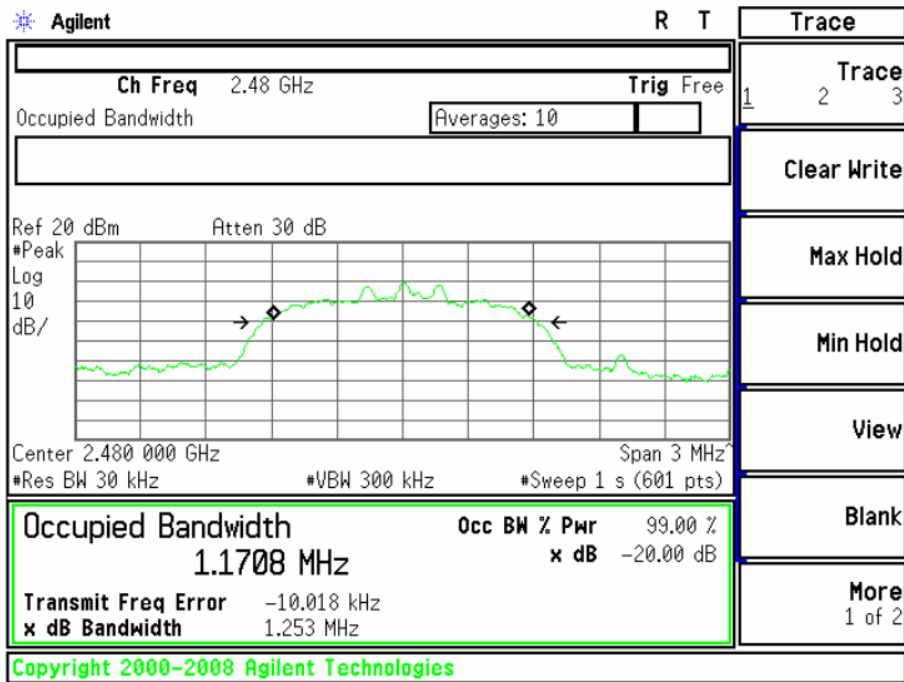 Agilent R T
Ch Freq 2.48 GHz Trig Free
Occupied Bandwidth Averages: 10
Ref 20 dBm Atten 30 dB
#Peak
Log
10
dB/
Center 2.480 000 GHz Span 3 MHz^
#Res BW 30 kHz #VBW 300 kHz #Sweep 1 s (601 pts)
Occupied Bandwidth Occ BW % Pwr 99.00 %
1.1708 MHz x dB -20.00 dB
Transmit Freq Error -10.018 kHz
x dB Bandwidth 1.253 MHz
Copyright 2000-2008 Agilent Technologies
Trace
Trace
1 2 3
Clear Write
Max Hold
Min Hold
View
Blank
More
1 of 2